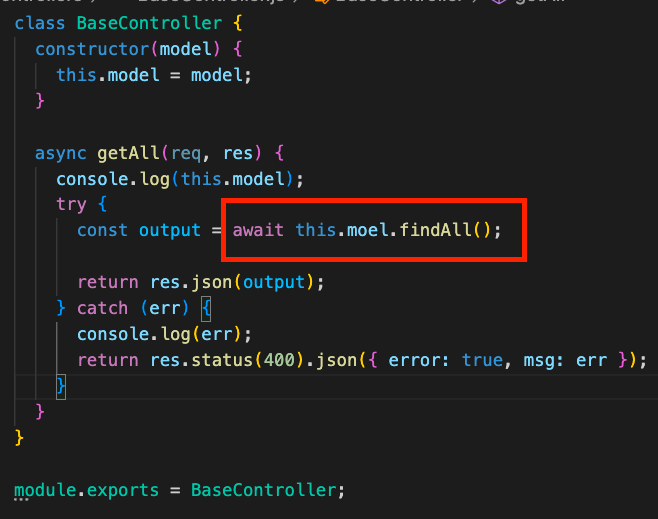 class BaseController {
constructor(model) {
this.model = model;
}
async getAll(req, res) {
console.log(this.model);
try {
const output = await this.moel.findAll();
return res.json(output);
} catch (err) {
console.log(err);
return res.status(400).json({ error: true, msg: err });
}
}
}
module.exports = BaseController;